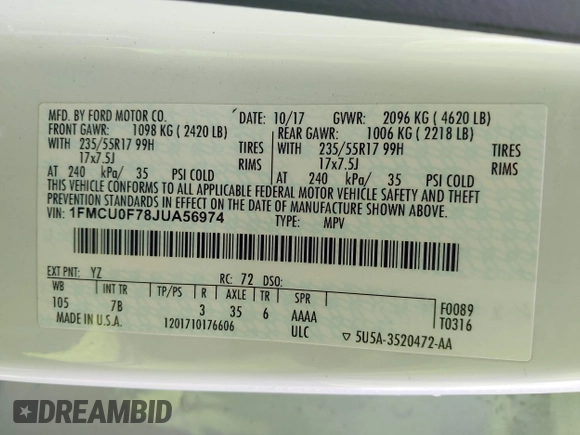 MFD. BY FORD MOTOR CO. DATE: 10/17 GVWR: 2096 KG ( 4620 LB)
FRONT GAWR: 1098 KG ( 2420 LB) REAR GAWR: 1006 KG ( 2218 LB)
WITH 235/55R17 99H TIRES WITH 235/55R17 99H TIRES
17x7.5J RIMS 17x7.5J RIMS
AT 240 kPa/ 35 PSI COLD AT 240 kPa/ 35 PSI COLD
THIS VEHICLE CONFORMS TO ALL APPLICABLE FEDERAL MOTOR VEHICLE SAFETY AND THEFT
PREVENTION STANDARDS IN EFFECT ON THE DATE OF MANUFACTURE SHOWN ABOVE.
VIN: 1FMCU0F78JUA56974 TYPE: MPV
EXT PNT: YZ RC: 72 DSO:
WB INT TR TP/PS R AXLE TR SPR F0089
105 7B 3 35 6 AAAA T0316
MADE IN U.S.A. 1201710176606 ULC ▽ 5U5A-3520472-AA
DREAMBID